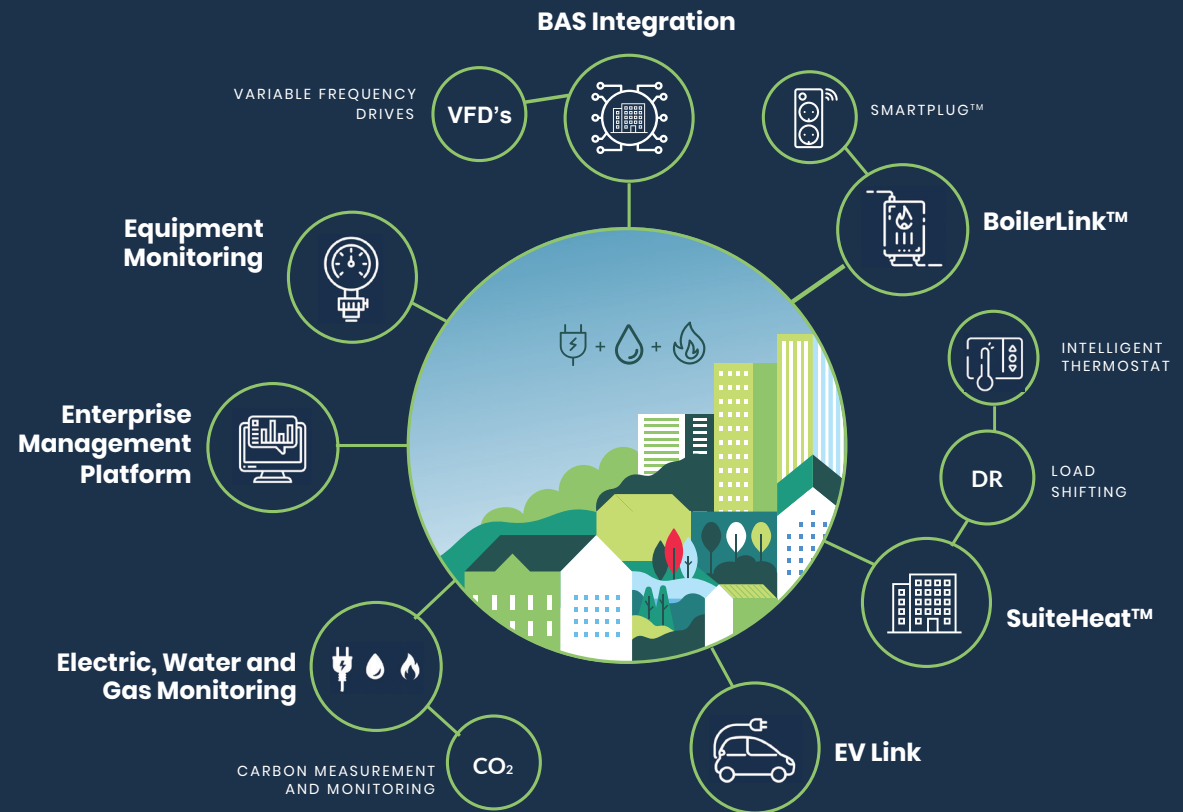 BAS Integration
VARIABLE FREQUENCY
DRIVES
VFD's
SMARTPLUG™
BoilerLink™
Equipment
Monitoring
+ +
INTELLIGENT
THERMOSTAT
Enterprise
Management
Platform
DR
LOAD
SHIFTING
SuiteHeat™
Electric, Water and
Gas Monitoring
EV Link
CO₂
CARBON MEASUREMENT
AND MONITORING